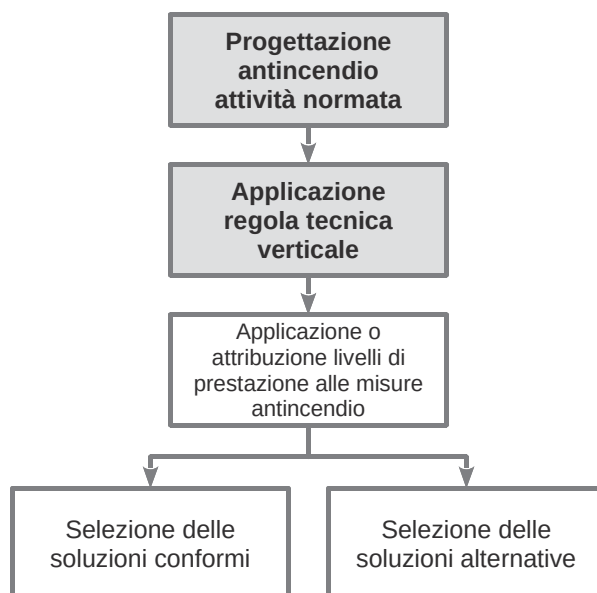 Progettazione
antincendio
attività normata
Applicazione
regola tecnica
verticale
Applicazione o
attribuzione livelli di
prestazione alle misure
antincendio
Selezione delle
soluzioni conformi
Selezione delle
soluzioni alternative